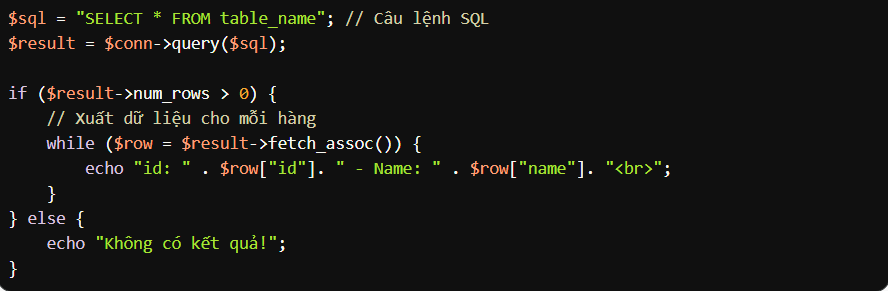 $sql = "SELECT * FROM table_name"; // Câu lệnh SQL
$result = $conn->query($sql);
if ($result->num_rows > 0) {
// Xuất dữ liệu cho mỗi hàng
while ($row = $result->fetch_assoc()) {
echo "id: " . $row["id"]. " - Name: " . $row["name"]. "<br>";
}
} else {
echo "Không có kết quả!";
}